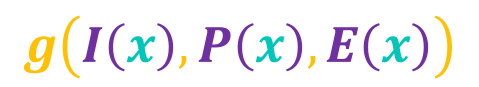 g(I(x), P(x), E(x))